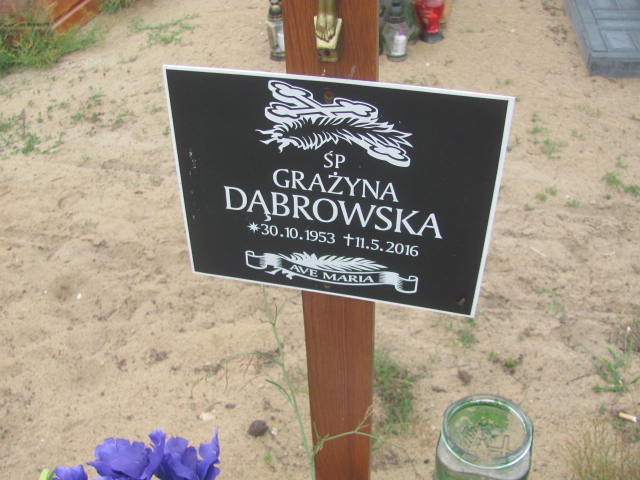 ŚP
GRAŻYNA
DĄBROWSKA
*30.10.1953 †11.5.2016
AVE MARIA